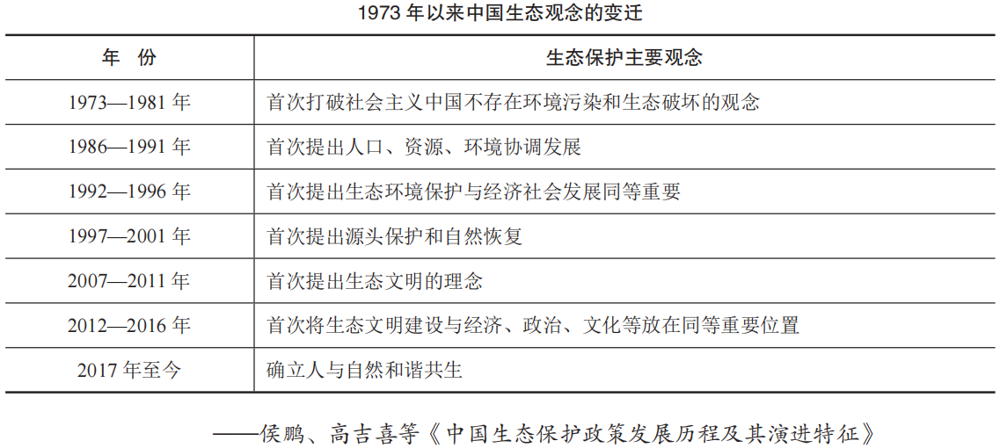 1973 年以来中国生态观念的变迁
年 份 生态保护主要观念
1973—1981 年 首次打破社会主义中国不存在环境污染和生态破坏的观念
1986—1991 年 首次提出人口、资源、环境协调发展
1992—1996 年 首次提出生态环境保护与经济社会发展同等重要
1997—2001 年 首次提出源头保护和自然恢复
2007—2011 年 首次提出生态文明的理念
2012—2016 年 首次将生态文明建设与经济、政治、文化等放在同等重要位置
2017 年至今 确立人与自然和谐共生
——侯鹏、高吉喜等《中国生态保护政策发展历程及其演进特征》